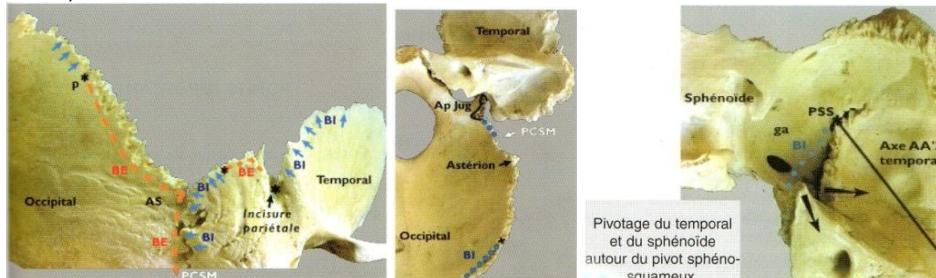 p
BI
BI
BE
BE
BI
Temporal
Occipital
AS
Incisure
pariétale
BE
BI
PCSM
Temporal
Ap Jug
PCSM
Astérion
Occipital
BI
Sphénoïde
PSS
ga
BI
Axe AA'
temporal
Pivotage du temporal
et du sphénoïde
autour du pivot sphéno-
squameux